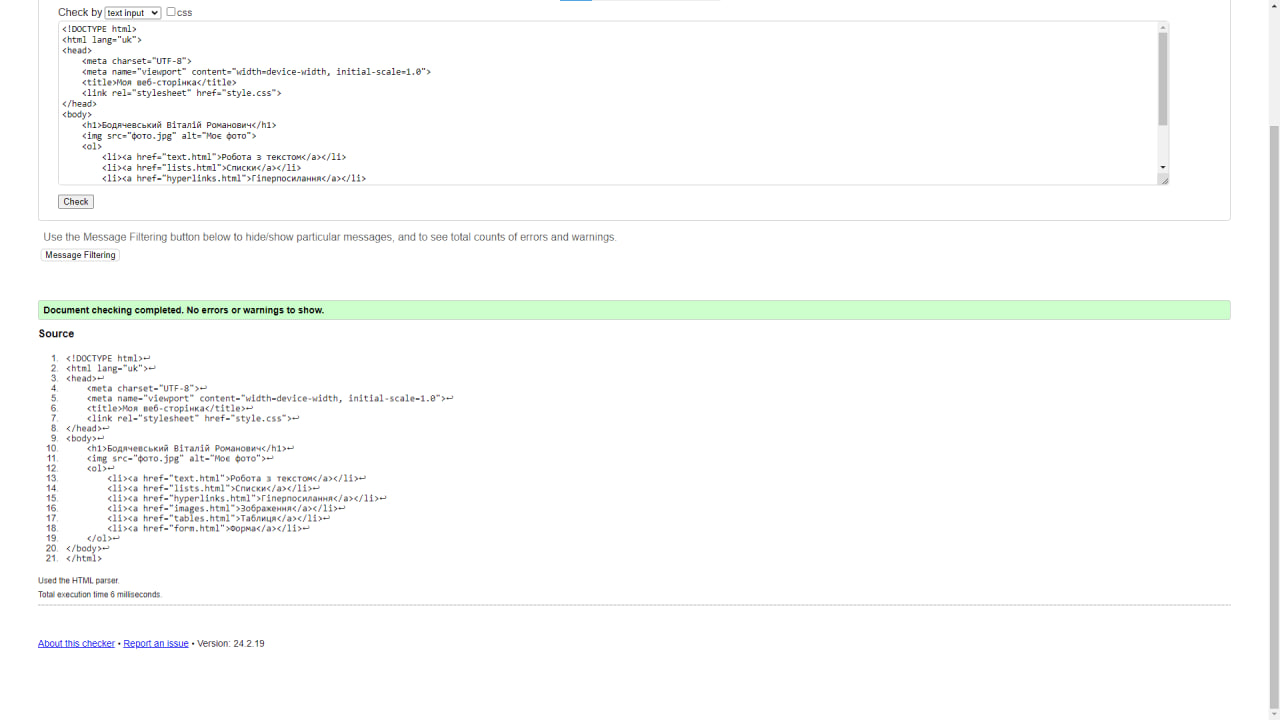 Check by text input css
<!DOCTYPE html>
<html lang="uk">
<head>
    <meta charset="UTF-8">
    <meta name="viewport" content="width=device-width, initial-scale=1.0">
    <title>Моя веб-сторінка</title>
    <link rel="stylesheet" href="style.css">
</head>
<body>
    <h1>Бодячевський Віталій Романович</h1>
    <img src="фото.jpg" alt="Моє фото">
    <ol>
        <li><a href="text.html">Робота з текстом</a></li>
        <li><a href="lists.html">Списки</a></li>
        <li><a href="hyperlinks.html">Гіперпосилання</a></li>
Check
Use the Message Filtering button below to hide/show particular messages, and to see total counts of errors and warnings.
Message Filtering
Document checking completed. No errors or warnings to show.
Source
1. <!DOCTYPE html>↩
2. <html lang="uk">↩
3. <head>↩
4.     <meta charset="UTF-8">↩
5.     <meta name="viewport" content="width=device-width, initial-scale=1.0">↩
6.     <title>Моя веб-сторінка</title>↩
7.     <link rel="stylesheet" href="style.css">↩
8. </head>↩
9. <body>↩
10.     <h1>Бодячевський Віталій Романович</h1>↩
11.     <img src="фото.jpg" alt="Моє фото">↩
12.     <ol>↩
13.         <li><a href="text.html">Робота з текстом</a></li>↩
14.         <li><a href="lists.html">Списки</a></li>↩
15.         <li><a href="hyperlinks.html">Гіперпосилання</a></li>↩
16.         <li><a href="images.html">Зображення</a></li>↩
17.         <li><a href="tables.html">Таблиця</a></li>↩
18.         <li><a href="form.html">Форма</a></li>↩
19.     </ol>↩
20. </body>↩
21. </html>
Used the HTML parser.
Total execution time 6 milliseconds.
About this checker • Report an issue • Version: 24.2.19